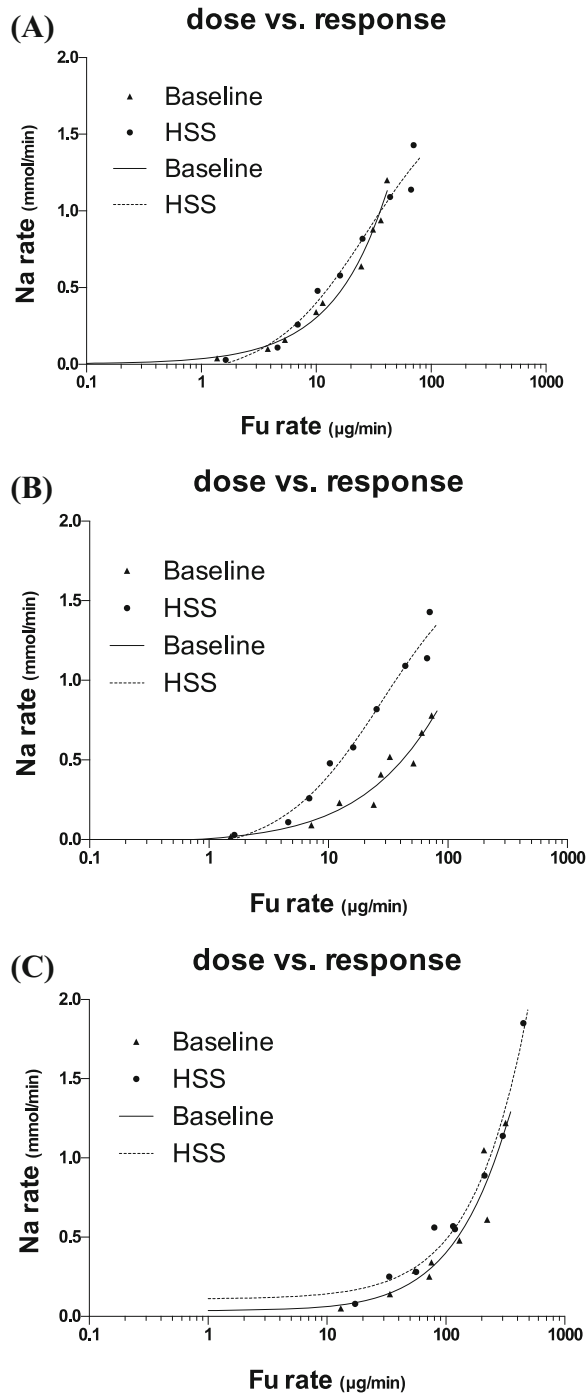 (A)
dose vs. response
2.0
1.5
1.0
0.5
0.0
Na rate (mmol/min)
Baseline
HSS
Baseline
HSS
0.1 1 10 100 1000
Fu rate (µg/min)
(B)
dose vs. response
2.0
1.5
1.0
0.5
0.0
Na rate (mmol/min)
Baseline
HSS
Baseline
HSS
0.1 1 10 100 1000
Fu rate (µg/min)
(C)
dose vs. response
2.0
1.5
1.0
0.5
0.0
Na rate (mmol/min)
Baseline
HSS
Baseline
HSS
0.1 1 10 100 1000
Fu rate (µg/min)